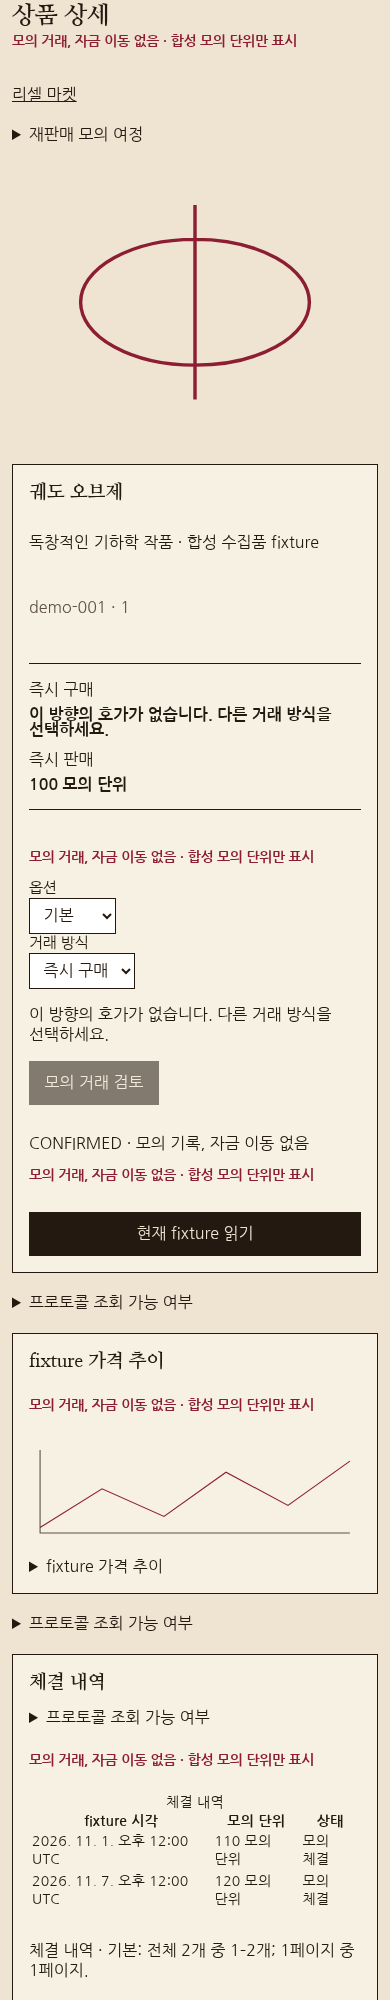 상품 상세
모의 거래, 자금 이동 없음 · 합성 모의 단위만 표시
리셀 마켓
▶ 재판매 모의 여정
궤도 오브제
독창적인 기하학 작품 · 합성 수집품 fixture
demo-001 · 1
즉시 구매
이 방향의 호가가 없습니다. 다른 거래 방식을
선택하세요.
즉시 판매
100 모의 단위
모의 거래, 자금 이동 없음 · 합성 모의 단위만 표시
옵션
기본
거래 방식
즉시 구매
이 방향의 호가가 없습니다. 다른 거래 방식을
선택하세요.
모의 거래 검토
CONFIRMED · 모의 기록, 자금 이동 없음
모의 거래, 자금 이동 없음 · 합성 모의 단위만 표시
현재 fixture 읽기
▶ 프로토콜 조회 가능 여부
fixture 가격 추이
모의 거래, 자금 이동 없음 · 합성 모의 단위만 표시
▶ fixture 가격 추이
▶ 프로토콜 조회 가능 여부
체결 내역
▶ 프로토콜 조회 가능 여부
모의 거래, 자금 이동 없음 · 합성 모의 단위만 표시
체결 내역
fixture 시각 모의 단위 상태
2026. 11. 1. 오후 12:00 110 모의 모의
UTC 단위 체결
2026. 11. 7. 오후 12:00 120 모의 모의
UTC 단위 체결
체결 내역 · 기본: 전체 2개 중 1–2개; 1페이지 중
1페이지.